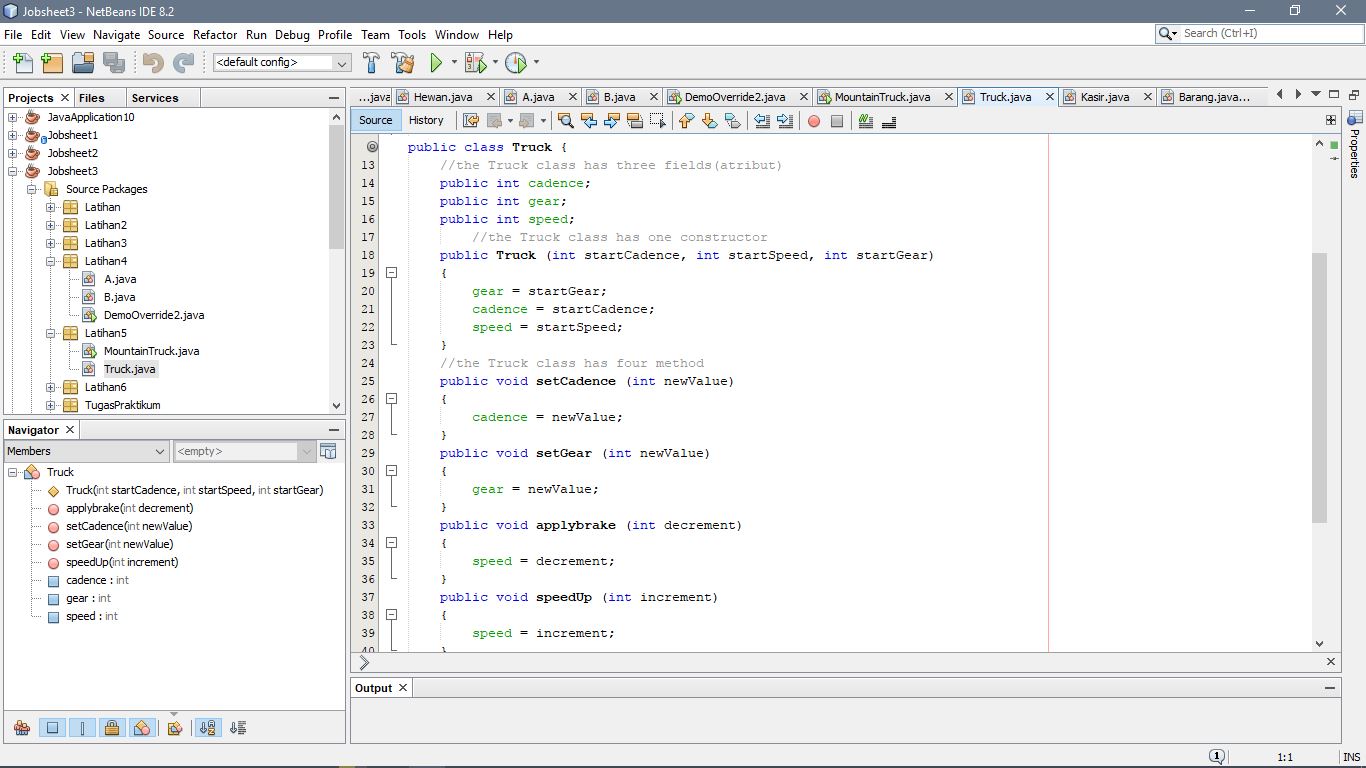 Jobsheet3 - NetBeans IDE 8.2
File Edit View Navigate Source Refactor Run Debug Profile Team Tools Window Help
Search (Ctrl+I)
<default config>
Projects Files Services
JavaApplication10
Jobsheet1
Jobsheet2
Jobsheet3
Source Packages
Latihan
Latihan2
Latihan3
Latihan4
A.java
B.java
DemoOverride2.java
Latihan5
MountainTruck.java
Truck.java
Latihan6
TugasPraktikum
Navigator
Members <empty>
Truck
Truck(int startCadence, int startSpeed, int startGear)
applybrake(int decrement)
setCadence(int newValue)
setGear(int newValue)
speedUp(int increment)
cadence : int
gear : int
speed : int
...java Hewan.java A.java B.java DemoOverride2.java MountainTruck.java Truck.java Kasir.java Barang.java...
Source History
public class Truck {
13 //the Truck class has three fields(atribut)
14 public int cadence;
15 public int gear;
16 public int speed;
17 //the Truck class has one constructor
18 public Truck (int startCadence, int startSpeed, int startGear)
19 {
20 gear = startGear;
21 cadence = startCadence;
22 speed = startSpeed;
23 }
24 //the Truck class has four method
25 public void setCadence (int newValue)
26 {
27 cadence = newValue;
28 }
29 public void setGear (int newValue)
30 {
31 gear = newValue;
32 }
33 public void applybrake (int decrement)
34 {
35 speed = decrement;
36 }
37 public void speedUp (int increment)
38 {
39 speed = increment;
40 }
Properties
Output
1 1:1 INS